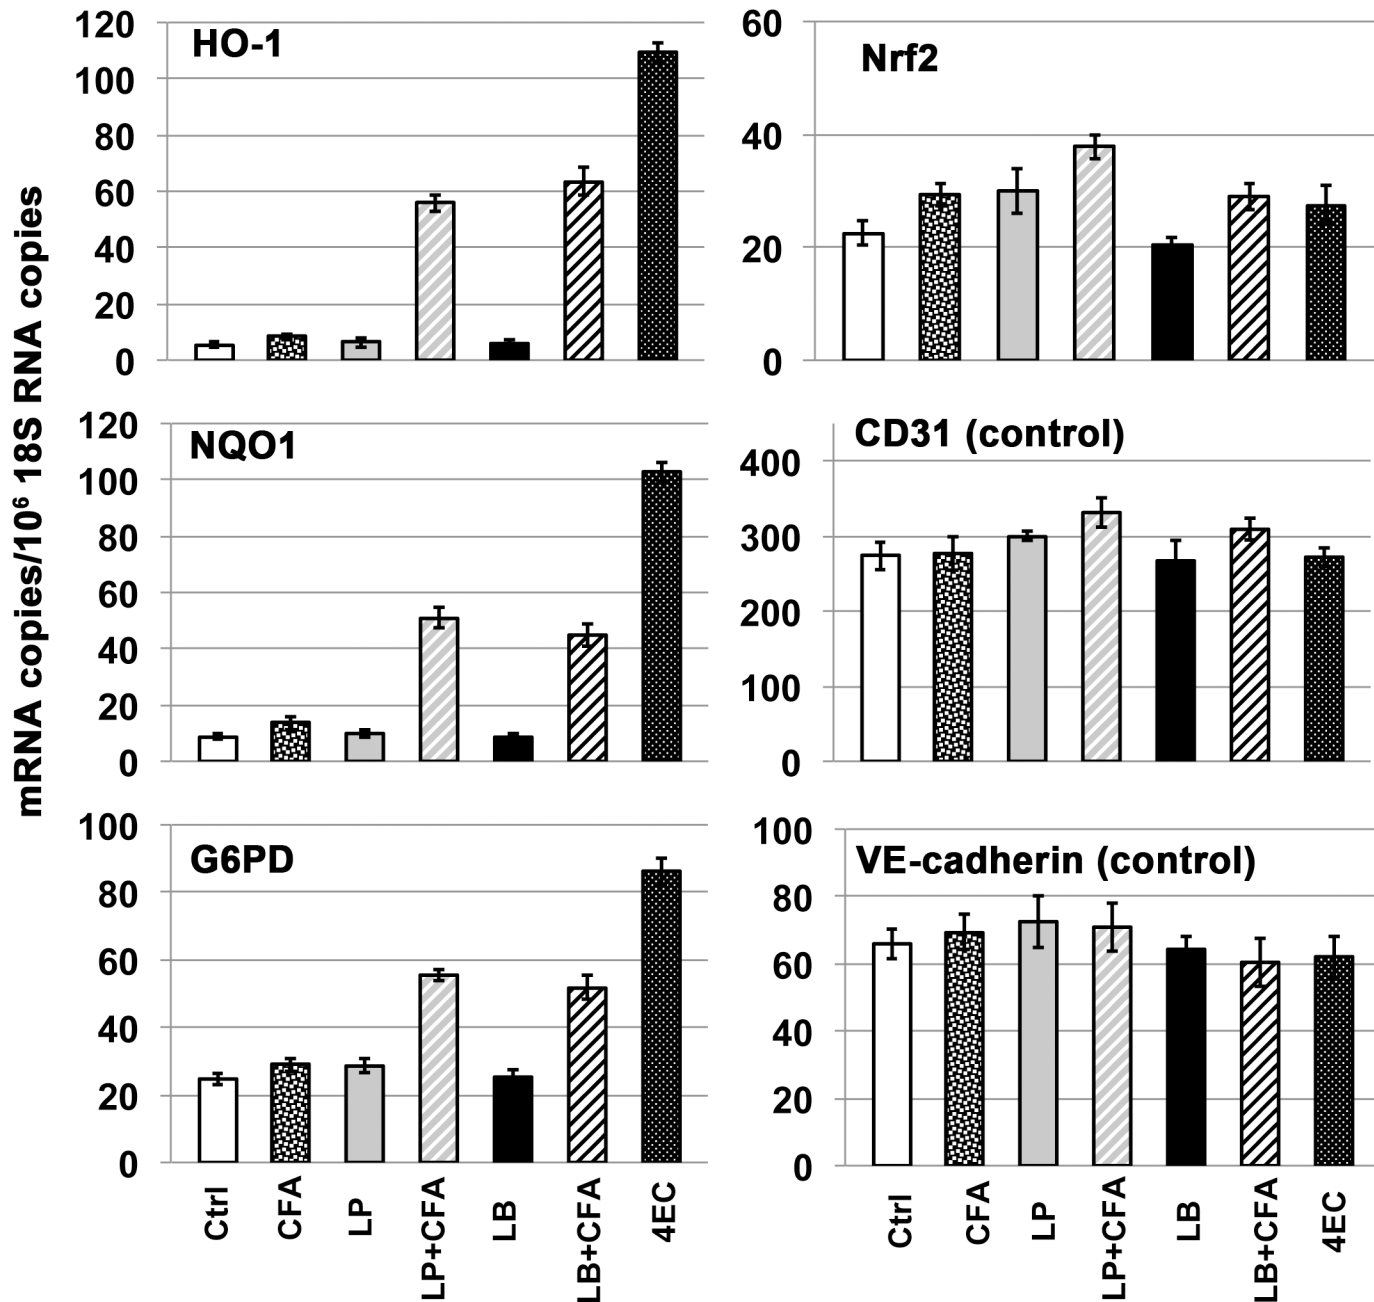 mRNA copies/10⁶ 18S RNA copies
HO-1
120
100
80
60
40
20
0
Nrf2
60
40
20
0
NQO1
120
100
80
60
40
20
0
CD31 (control)
400
300
200
100
0
G6PD
100
80
60
40
20
0
Ctrl
CFA
LP
LP+CFA
LB
LB+CFA
4EC
VE-cadherin (control)
100
80
60
40
20
0
Ctrl
CFA
LP
LP+CFA
LB
LB+CFA
4EC